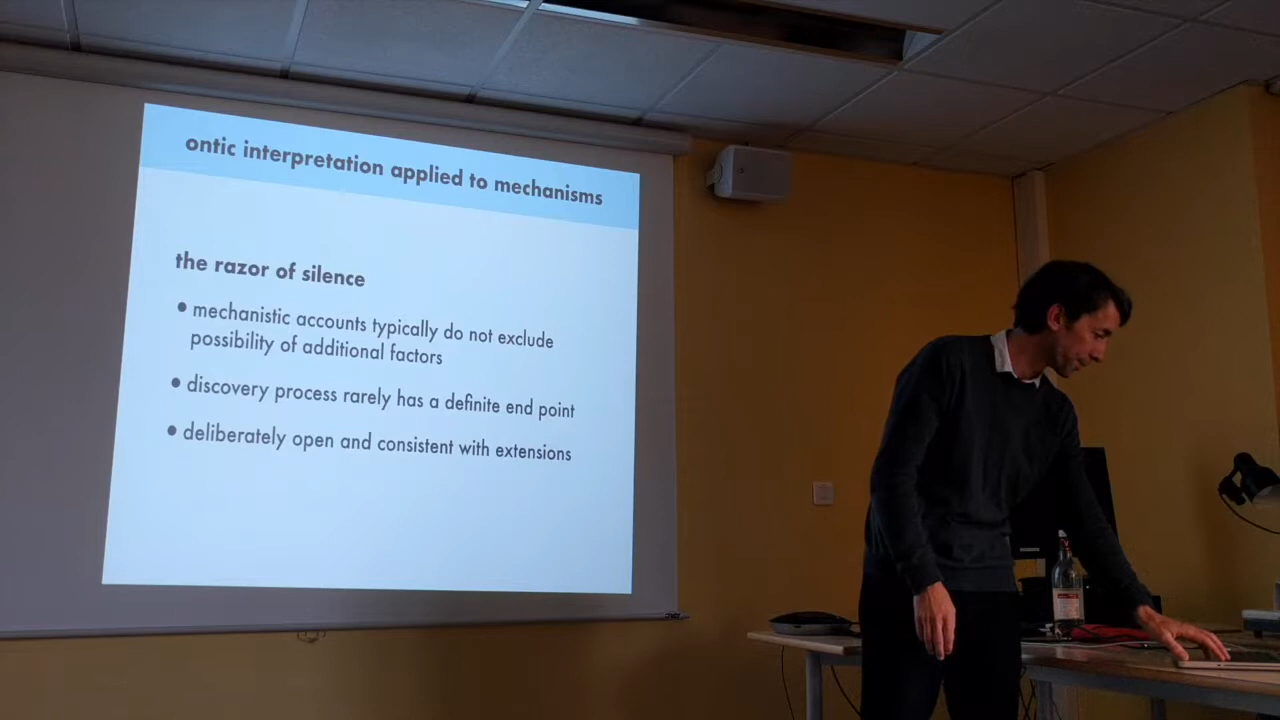 ontic interpretation applied to mechanisms
the razor of silence
• mechanistic accounts typically do not exclude
possibility of additional factors
• discovery process rarely has a definite end point
• deliberately open and consistent with extensions